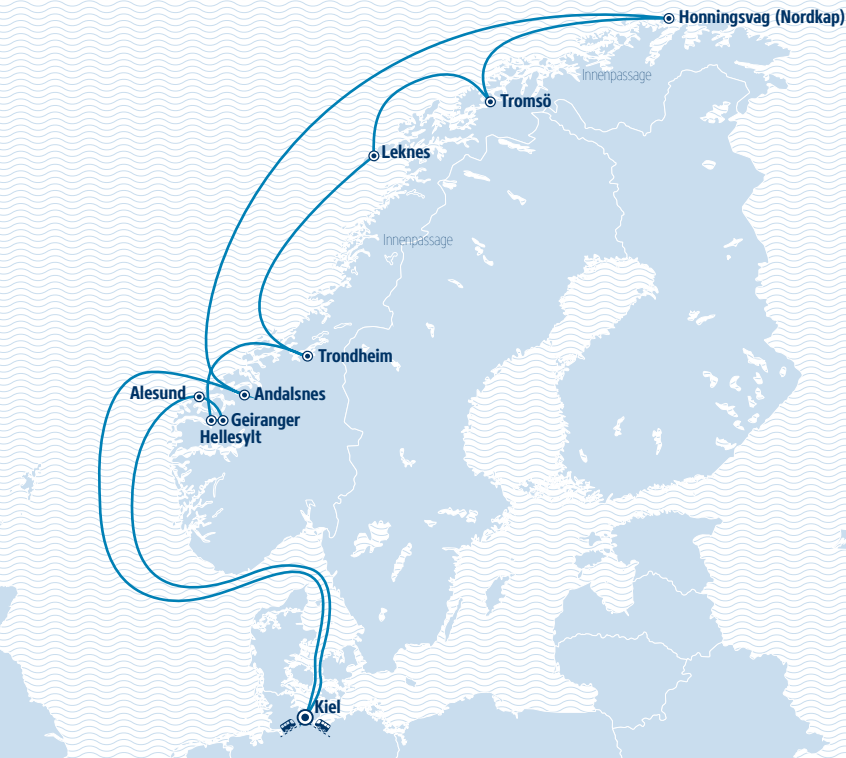 Honningsvag (Nordkap)
Innenpassage
Tromsö
Leknes
Innenpassage
Trondheim
Alesund
Andalsnes
Geiranger
Hellesylt
Kiel